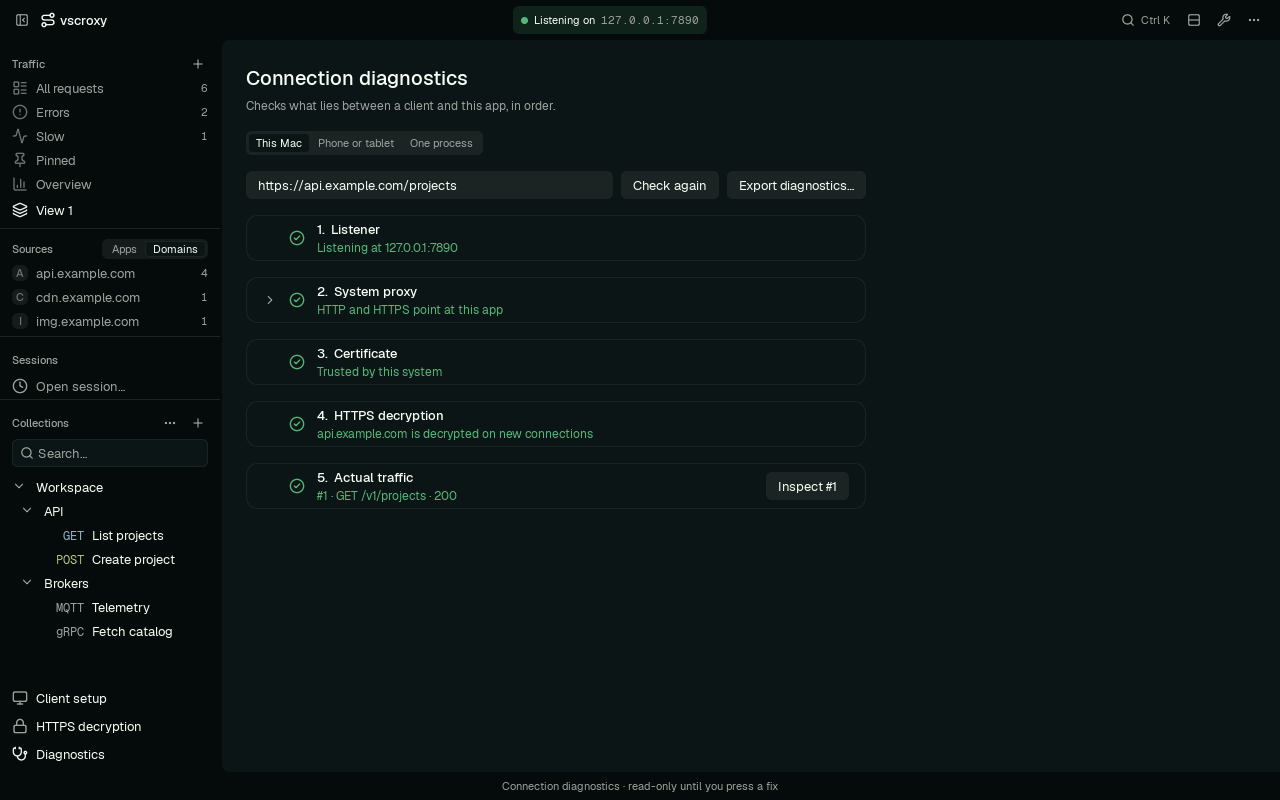 vscroxy
Listening on 127.0.0.1:7890
Ctrl K
Traffic
All requests 6
Errors 2
Slow 1
Pinned
Overview
View 1
Sources Apps Domains
A api.example.com 4
C cdn.example.com 1
I img.example.com 1
Sessions
Open session...
Collections
Search...
Workspace
API
GET List projects
POST Create project
Brokers
MQTT Telemetry
gRPC Fetch catalog
Client setup
HTTPS decryption
Diagnostics
Connection diagnostics
Checks what lies between a client and this app, in order.
This Mac Phone or tablet One process
https://api.example.com/projects Check again Export diagnostics...
1. Listener
Listening at 127.0.0.1:7890
2. System proxy
HTTP and HTTPS point at this app
3. Certificate
Trusted by this system
4. HTTPS decryption
api.example.com is decrypted on new connections
5. Actual traffic
#1 · GET /v1/projects · 200
Inspect #1
Connection diagnostics · read-only until you press a fix